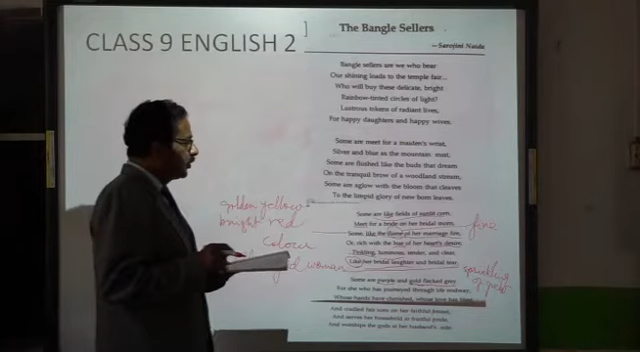 CLASS 9 ENGLISH 2
The Bangle Sellers
—Sarojini Naidu
Bangle sellers are we who bear
Our shining loads to the temple fair...
Who will buy these delicate, bright
Rainbow-tinted circles of light?
Lustrous tokens of radiant lives,
For happy daughters and happy wives.
Some are meet for a maiden's wrist,
Silver and blue as the mountain mist,
Some are flushed like the buds that dream
On the tranquil brow of a woodland stream,
Some are aglow with the bloom that cleaves
To the limpid glory of new born leaves.
Some are like fields of sunlit corn,
Meet for a bride on her bridal morn,
Some, like the flame of her marriage fire,
Or, rich with the hue of her heart's desire,
Tinkling, luminous, tender, and clear,
Like her bridal laughter and bridal tear.
Some are purple and gold flecked grey
For she who has journeyed through life midway,
Whose hands have cherished, whose love has blest,
And cradled fair sons on her faithful breast,
And serves her household in fruitful pride,
And worships the gods at her husband's side.
golden yellow
bright red
colour
woman
fire
sprinkling
of